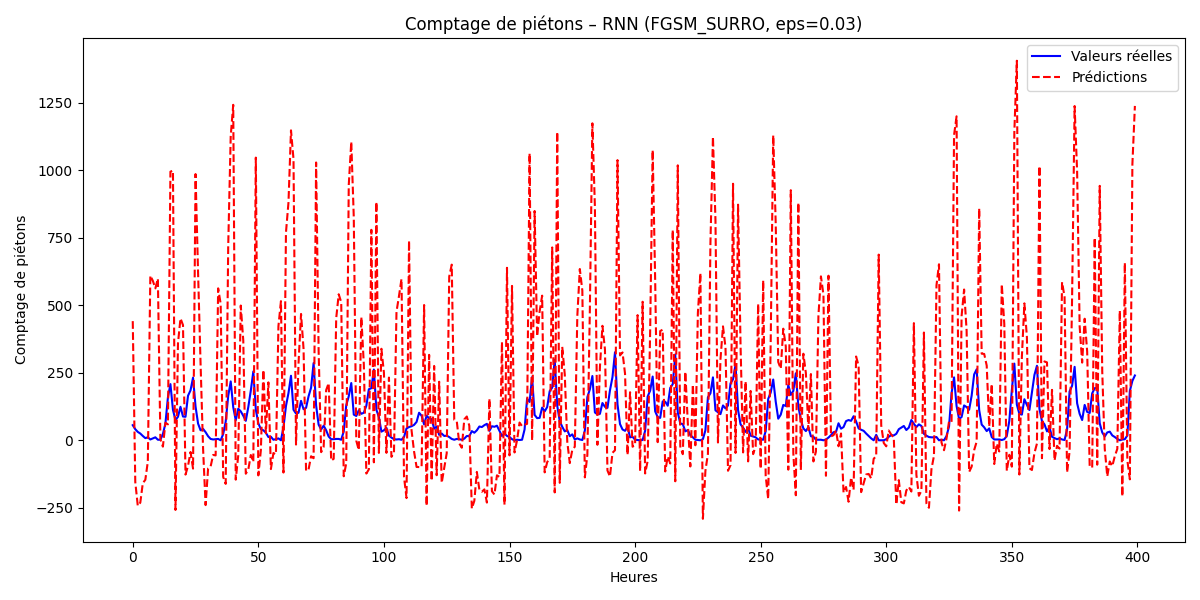 Comptage de piétons – RNN (FGSM_SURRO, eps=0.03)
Valeurs réelles
Prédictions
Comptage de piétons
1250
1000
750
500
250
0
−250
0 50 100 150 200 250 300 350 400
Heures